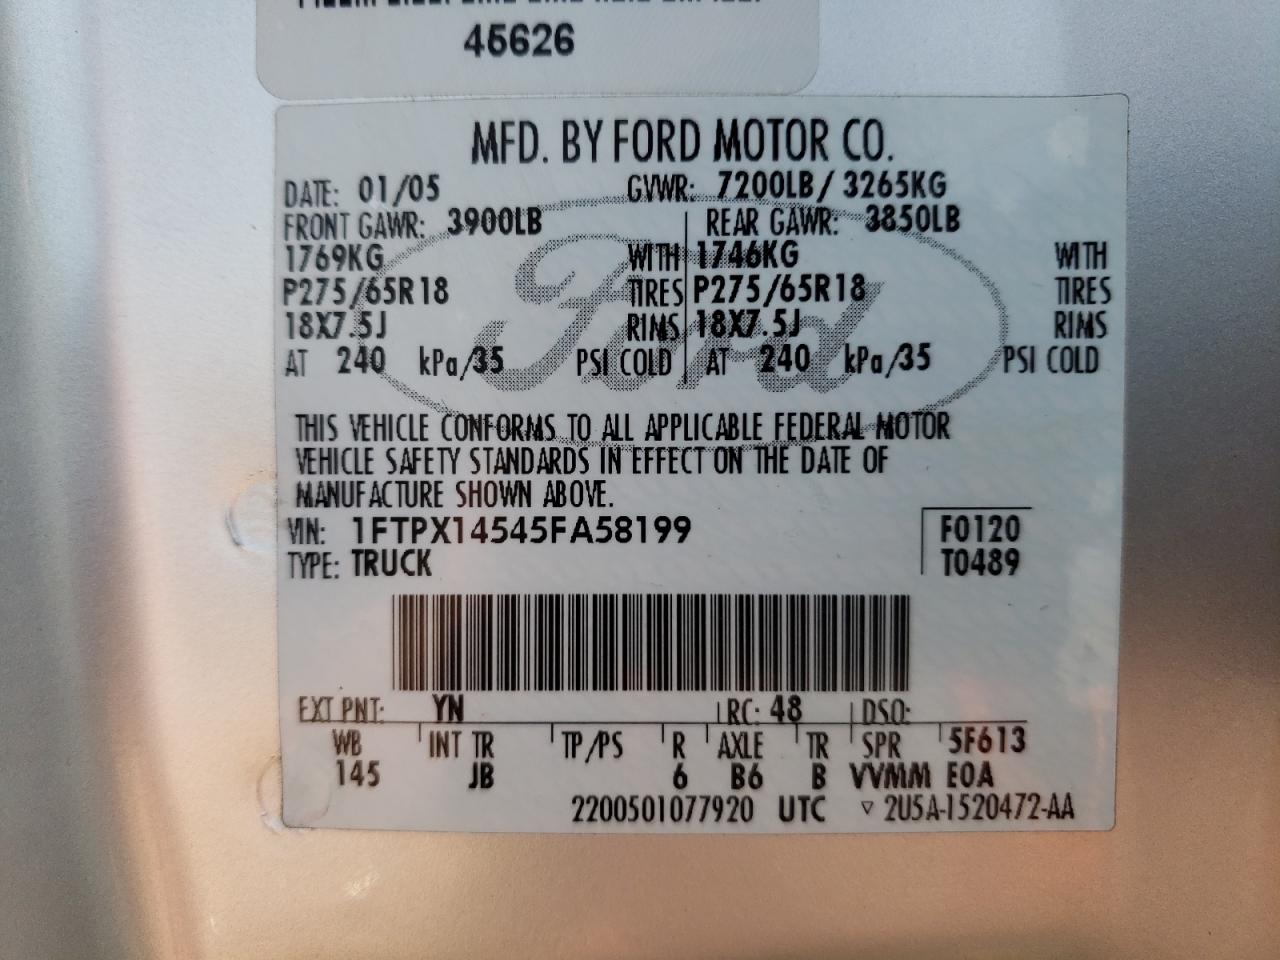 45626
MFD. BY FORD MOTOR CO.
DATE: 01/05 GVWR: 7200LB/ 3265KG
FRONT GAWR: 3900LB REAR GAWR: 3850LB
1769KG WITH 1746KG WITH
P275/65R18 TIRES P275/65R18 TIRES
18X7.5J RIMS 18X7.5J RIMS
AT 240 kPa/35 PSI COLD AT 240 kPa/35 PSI COLD
Ford
THIS VEHICLE CONFORMS TO ALL APPLICABLE FEDERAL MOTOR
VEHICLE SAFETY STANDARDS IN EFFECT ON THE DATE OF
MANUFACTURE SHOWN ABOVE.
VIN: 1FTPX14545FA58199 F0120
TYPE: TRUCK T0489
EXT PNT: YN RC: 48 DSO:
WB INT TR TP/PS R AXLE TR SPR 5F613
145 JB 6 B6 B VVMM E0A
2200501077920 UTC ▽ 2U5A-1520472-AA